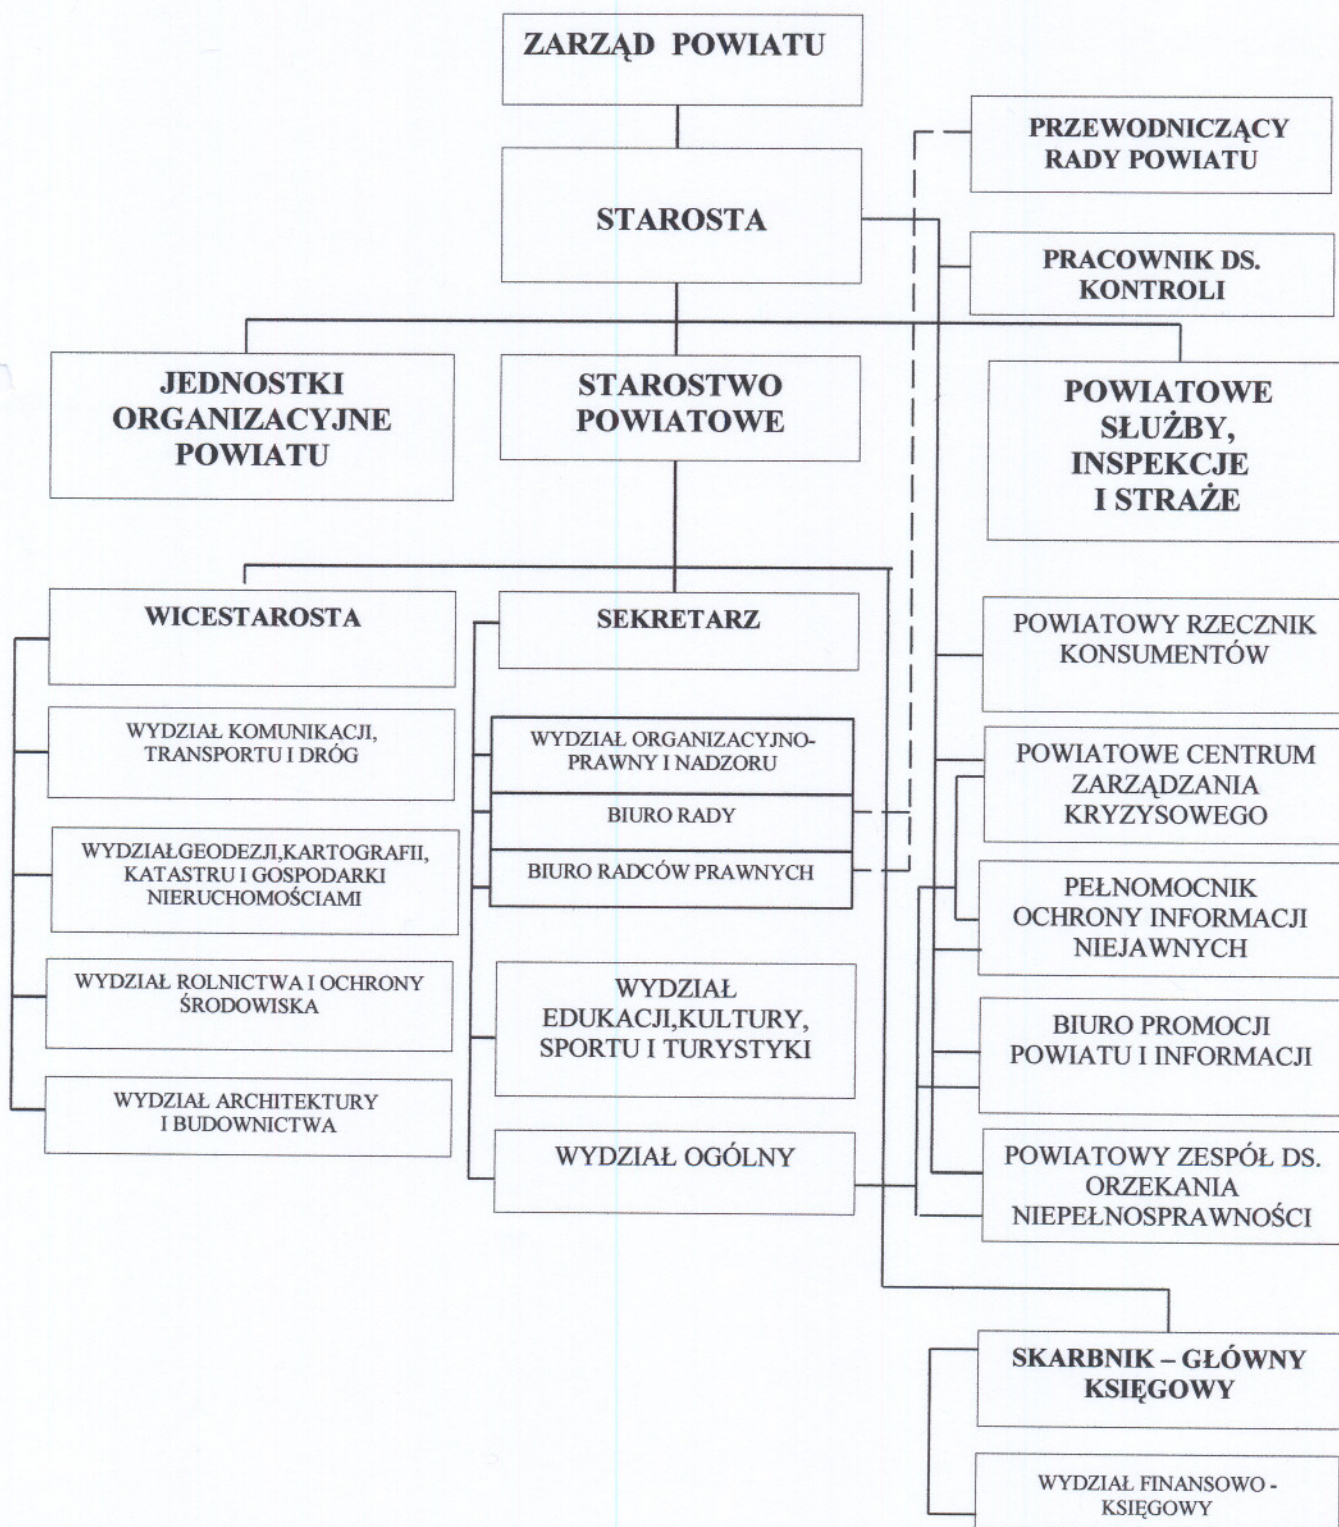 ZARZĄD POWIATU
PRZEWODNICZĄCY
RADY POWIATU
STAROSTA
PRACOWNIK DS.
KONTROLI
JEDNOSTKI
ORGANIZACYJNE
POWIATU
STAROSTWO
POWIATOWE
POWIATOWE
SŁUŻBY,
INSPEKCJE
I STRAŻE
WICESTAROSTA
WYDZIAŁ KOMUNIKACJI,
TRANSPORTU I DRÓG
WYDZIAŁGEODEZJI,KARTOGRAFII,
KATASTRU I GOSPODARKI
NIERUCHOMOŚCIAMI
WYDZIAŁ ROLNICTWA I OCHRONY
ŚRODOWISKA
WYDZIAŁ ARCHITEKTURY
I BUDOWNICTWA
SEKRETARZ
WYDZIAŁ ORGANIZACYJNO-
PRAWNY I NADZORU
BIURO RADY
BIURO RADCÓW PRAWNYCH
WYDZIAŁ
EDUKACJI,KULTURY,
SPORTU I TURYSTYKI
WYDZIAŁ OGÓLNY
POWIATOWY RZECZNIK
KONSUMENTÓW
POWIATOWE CENTRUM
ZARZĄDZANIA
KRYZYSOWEGO
PEŁNOMOCNIK
OCHRONY INFORMACJI
NIEJAWNYCH
BIURO PROMOCJI
POWIATU I INFORMACJI
POWIATOWY ZESPÓŁ DS.
ORZEKANIA
NIEPEŁNOSPRAWNOŚCI
SKARBNIK – GŁÓWNY
KSIĘGOWY
WYDZIAŁ FINANSOWO -
KSIĘGOWY